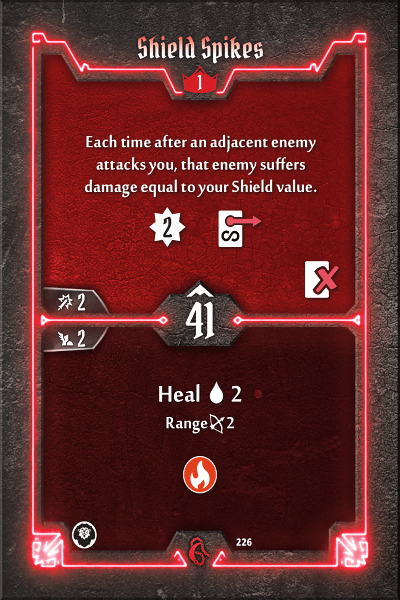 Shield Spikes
1
Each time after an adjacent enemy
attacks you, that enemy suffers
damage equal to your Shield value.
2 S
X
2
41
2
Heal 2
Range 2
226